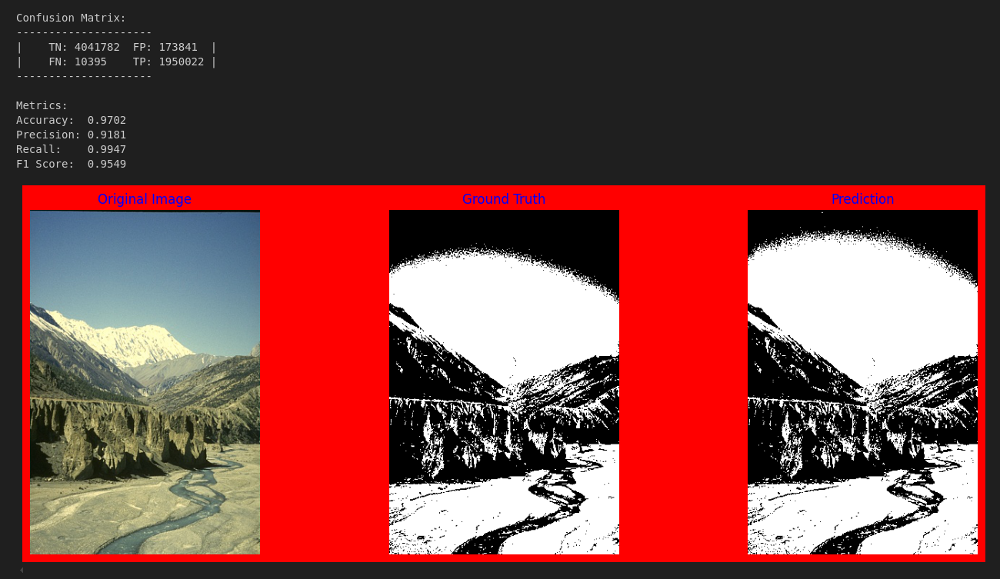 Confusion Matrix:
---------------------
|    TN: 4041782  FP: 173841  |
|    FN: 10395    TP: 1950022 |
---------------------
Metrics:
Accuracy:  0.9702
Precision: 0.9181
Recall:    0.9947
F1 Score:  0.9549
Original Image
Ground Truth
Prediction